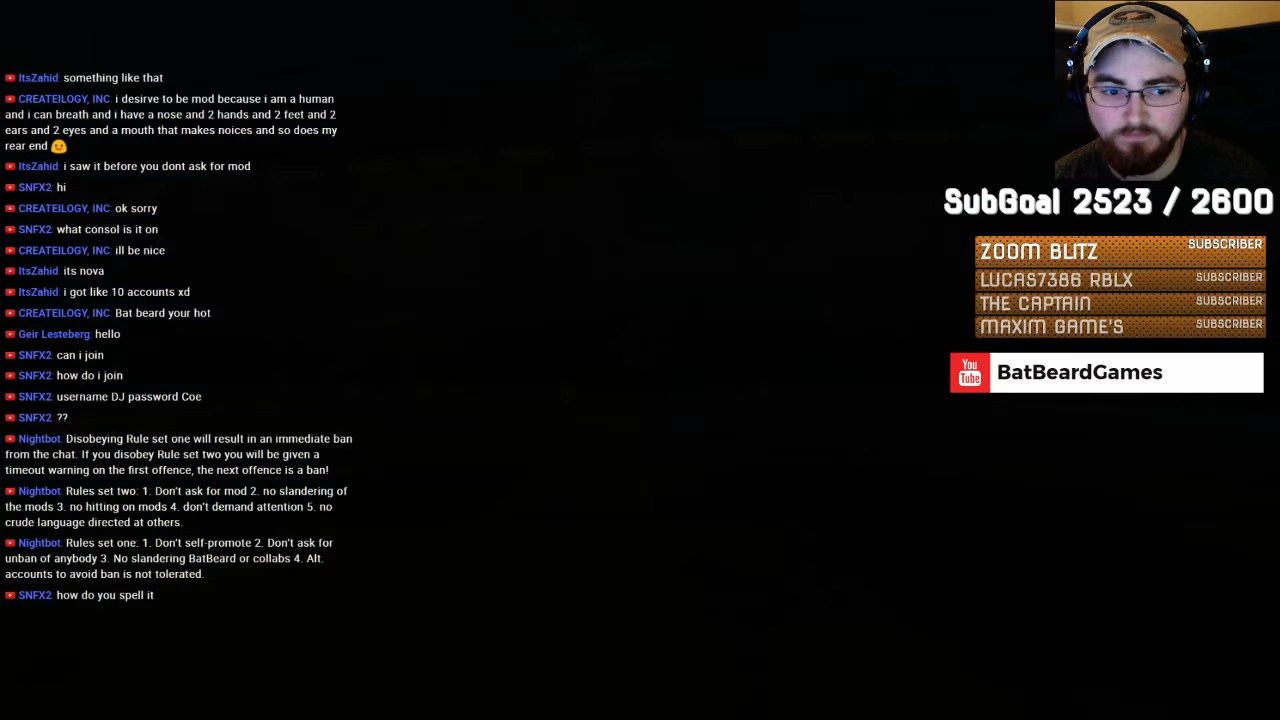 ItsZahid: something like that
CREATEILOGY, INC.: i desirve to be mod because i am a human
and i can breath and i have a nose and 2 hands and 2 feet and 2
ears and 2 eyes and a mouth that makes noices and so does my
rear end
ItsZahid: i saw it before you dont ask for mod
SNFX2: hi
CREATEILOGY, INC.: ok sorry
SNFX2: what consol is it on
CREATEILOGY, INC.: ill be nice
ItsZahid: its nova
ItsZahid: i got like 10 accounts xd
CREATEILOGY, INC.: Bat beard your hot
Geir Lesteberg: hello
SNFX2: can i join
SNFX2: how do i join
SNFX2: username DJ password Coe
SNFX2: ??
Nightbot: Disobeying Rule set one will result in an immediate ban
from the chat. If you disobey Rule set two you will be given a
timeout warning on the first offence, the next offence is a ban!
Nightbot: Rules set two: 1. Don't ask for mod 2. no slandering of
the mods 3. no hitting on mods 4. don't demand attention 5. no
crude language directed at others.
Nightbot: Rules set one: 1. Don't self-promote 2. Don't ask for
unban of anybody 3. No slandering BatBeard or collabs 4. Alt.
accounts to avoid ban is not tolerated.
SNFX2: how do you spell it
SubGoal 2523 / 2600
ZOOM BLITZ SUBSCRIBER
LUCAS7386 RBLX SUBSCRIBER
THE CAPTAIN SUBSCRIBER
MAXIM GAME'S SUBSCRIBER
You Tube BatBeardGames